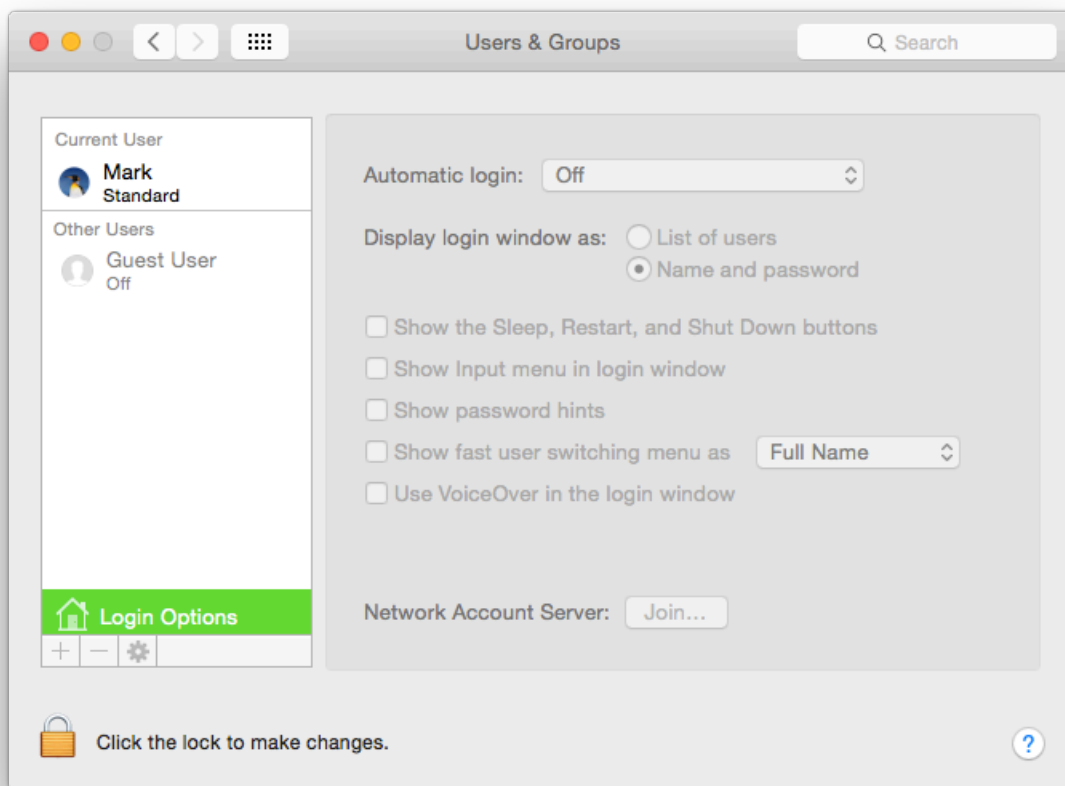 Users & Groups
Search
Current User
Mark
Standard
Other Users
Guest User
Off
Login Options
Automatic login: Off
Display login window as: List of users
Name and password
Show the Sleep, Restart, and Shut Down buttons
Show Input menu in login window
Show password hints
Show fast user switching menu as Full Name
Use VoiceOver in the login window
Network Account Server: Join...
Click the lock to make changes.
?